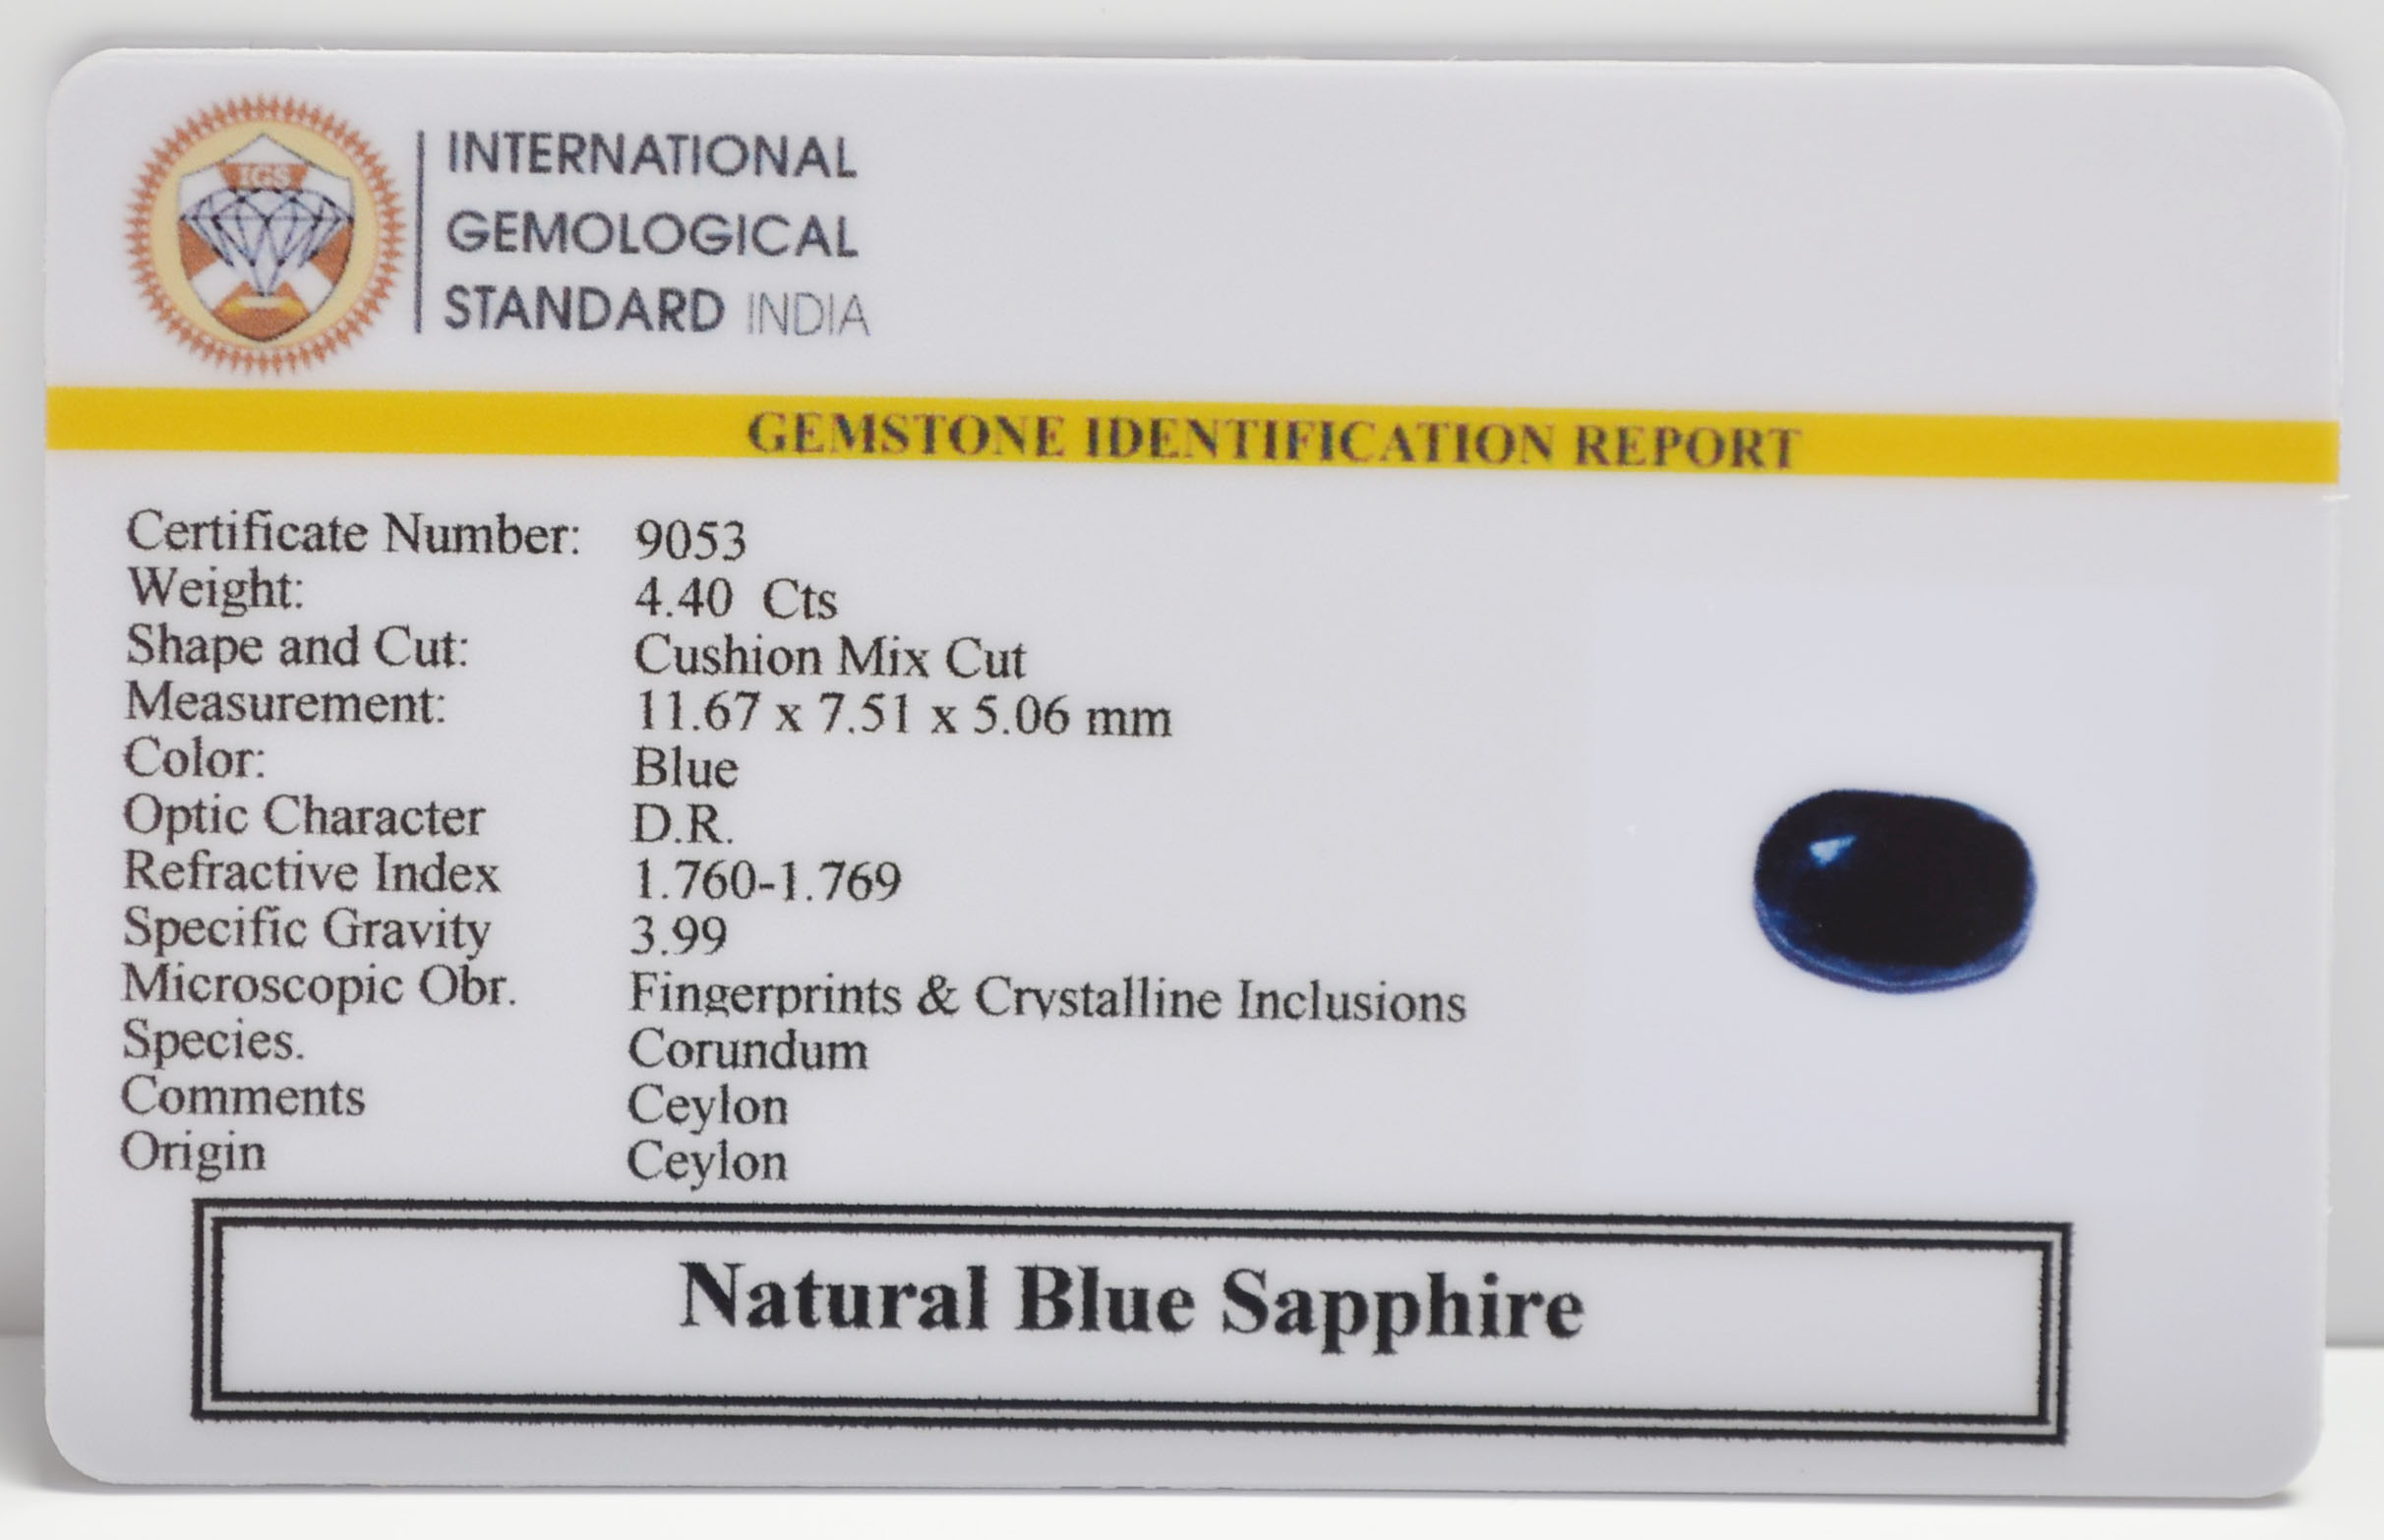 IGS
INTERNATIONAL
GEMOLOGICAL
STANDARD INDIA
GEMSTONE IDENTIFICATION REPORT
Certificate Number: 9053
Weight: 4.40 Cts
Shape and Cut: Cushion Mix Cut
Measurement: 11.67 x 7.51 x 5.06 mm
Color: Blue
Optic Character D.R.
Refractive Index 1.760-1.769
Specific Gravity 3.99
Microscopic Obr. Fingerprints & Crystalline Inclusions
Species. Corundum
Comments Ceylon
Origin Ceylon
Natural Blue Sapphire